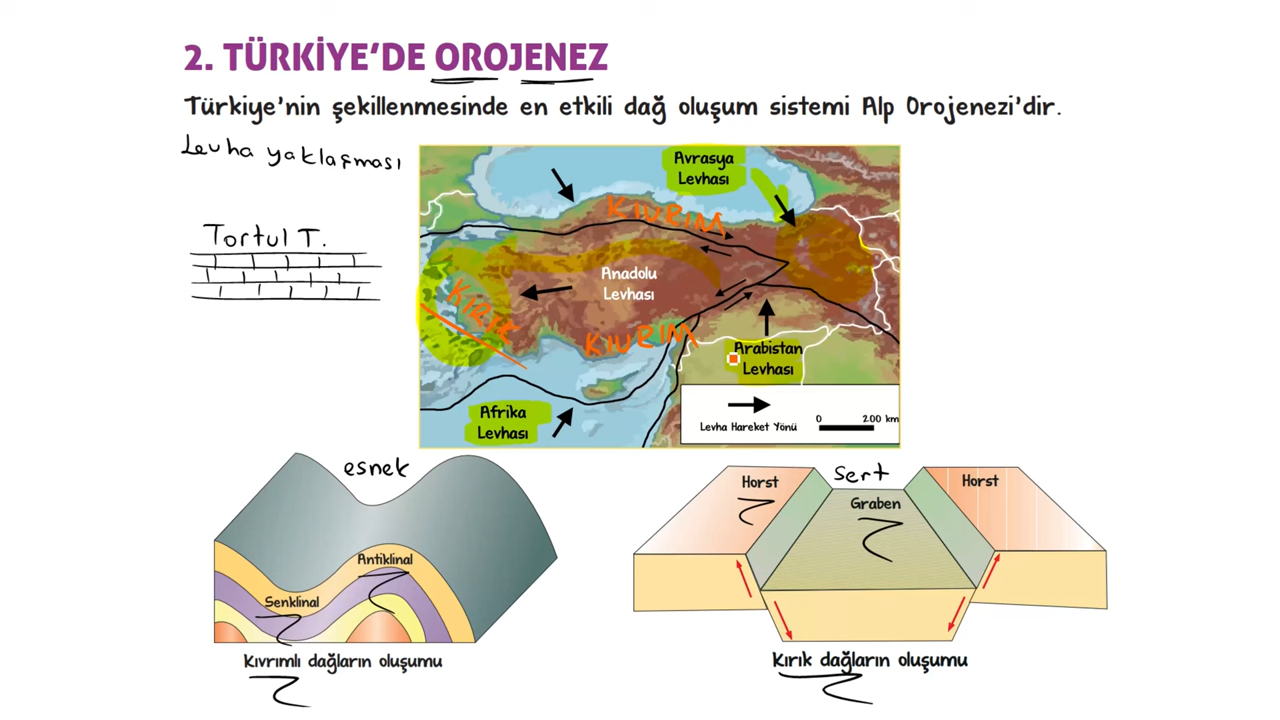 2. TÜRKİYE'DE OROJENEZ
Türkiye'nin şekillenmesinde en etkili dağ oluşum sistemi Alp Orojenezi'dir.
Levha yaklaşması
Tortul T.
Avrasya
Levhası
KIVRIM
Anadolu
Levhası
KIRIK
KIVRIM
Arabistan
Levhası
Afrika
Levhası
Levha Hareket Yönü
0 200 km
esnek
Antiklinal
Senklinal
Kıvrımlı dağların oluşumu
sert
Horst
Horst
Graben
Kırık dağların oluşumu